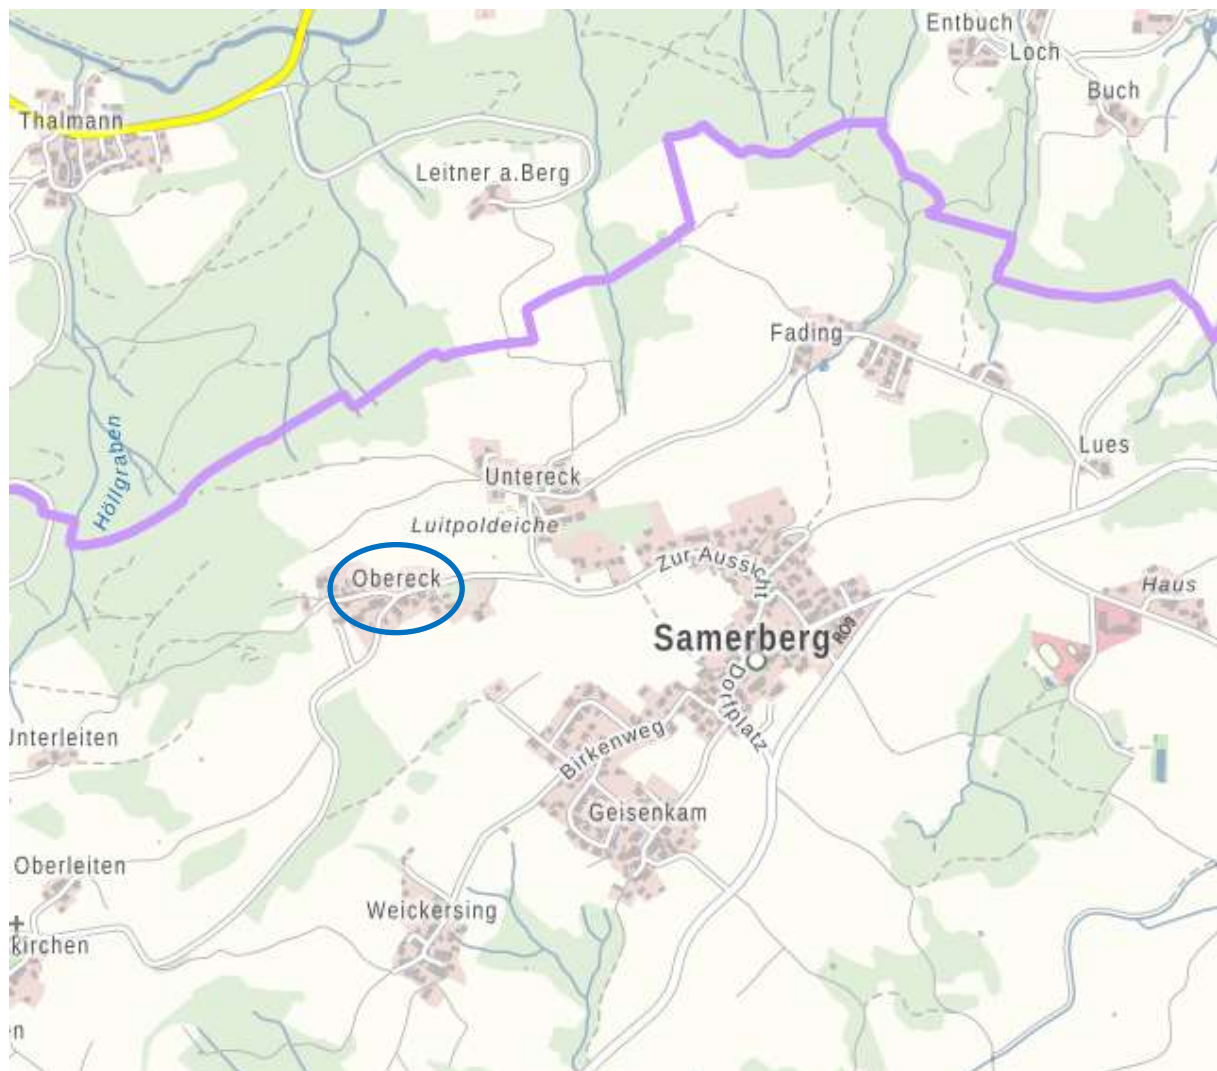 Entbuch
Loch
Buch
Thalmann
Leitner a.Berg
Fading
Höllgraben
Lues
Untereck
Luitpoldeiche
Zur Aussicht
Obereck
Haus
Samerberg
RO9
Dorfplatz
Unterleiten
Birkenweg
Geisenkam
Oberleiten
Weickersing
kirchen
n